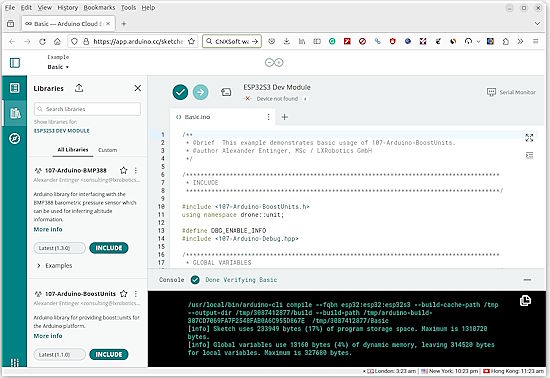 File Edit View History Bookmarks Tools Help
Basic — Arduino Cloud E
https://app.arduino.cc/sketche
CNXSoft wa
Example
Basic
Libraries
Search libraries
Show libraries for:
ESP32S3 DEV MODULE
All Libraries Custom
107-Arduino-BMP388
Alexander Entinger <consulting@lxrobotics.
Arduino library for interfacing with the
BMP388 barometric pressure sensor which
can be used for inferring altitude
information.
More info
Latest (1.3.0) INCLUDE
Examples
107-Arduino-BoostUnits
Alexander Entinger <consulting@lxrobotics.
Arduino library for providing boost::units for
the Arduino platform.
More info
Latest (1.1.0) INCLUDE
ESP32S3 Dev Module
Device not found
Serial Monitor
Basic.ino
1 /**
2 * @brief This example demonstrates basic usage of 107-Arduino-BoostUnits.
3 * @author Alexander Entinger, MSc / LXRobotics GmbH
4 */
5
6 /**************************************************************************************
7 * INCLUDE
8 **************************************************************************************/
9
10 #include <107-Arduino-BoostUnits.h>
11 using namespace drone::unit;
12
13 #define DBG_ENABLE_INFO
14 #include <107-Arduino-Debug.hpp>
15
16 /**************************************************************************************
17 * GLOBAL VARIABLES
Console Done Verifying Basic
/usr/local/bin/arduino-cli compile --fqbn esp32:esp32:esp32s3 --build-cache-path /tmp
--output-dir /tmp/3087412877/build --build-path /tmp/arduino-build-
387CD7069FA7F2548FAB0A6C955D867E /tmp/3087412877/Basic
[info] Sketch uses 233949 bytes (17%) of program storage space. Maximum is 1310720
bytes.
[info] Global variables use 13160 bytes (4%) of dynamic memory, leaving 314520 bytes
for local variables. Maximum is 327680 bytes.
London: 3:23 am New York: 10:23 pm Hong Kong: 11:23 am